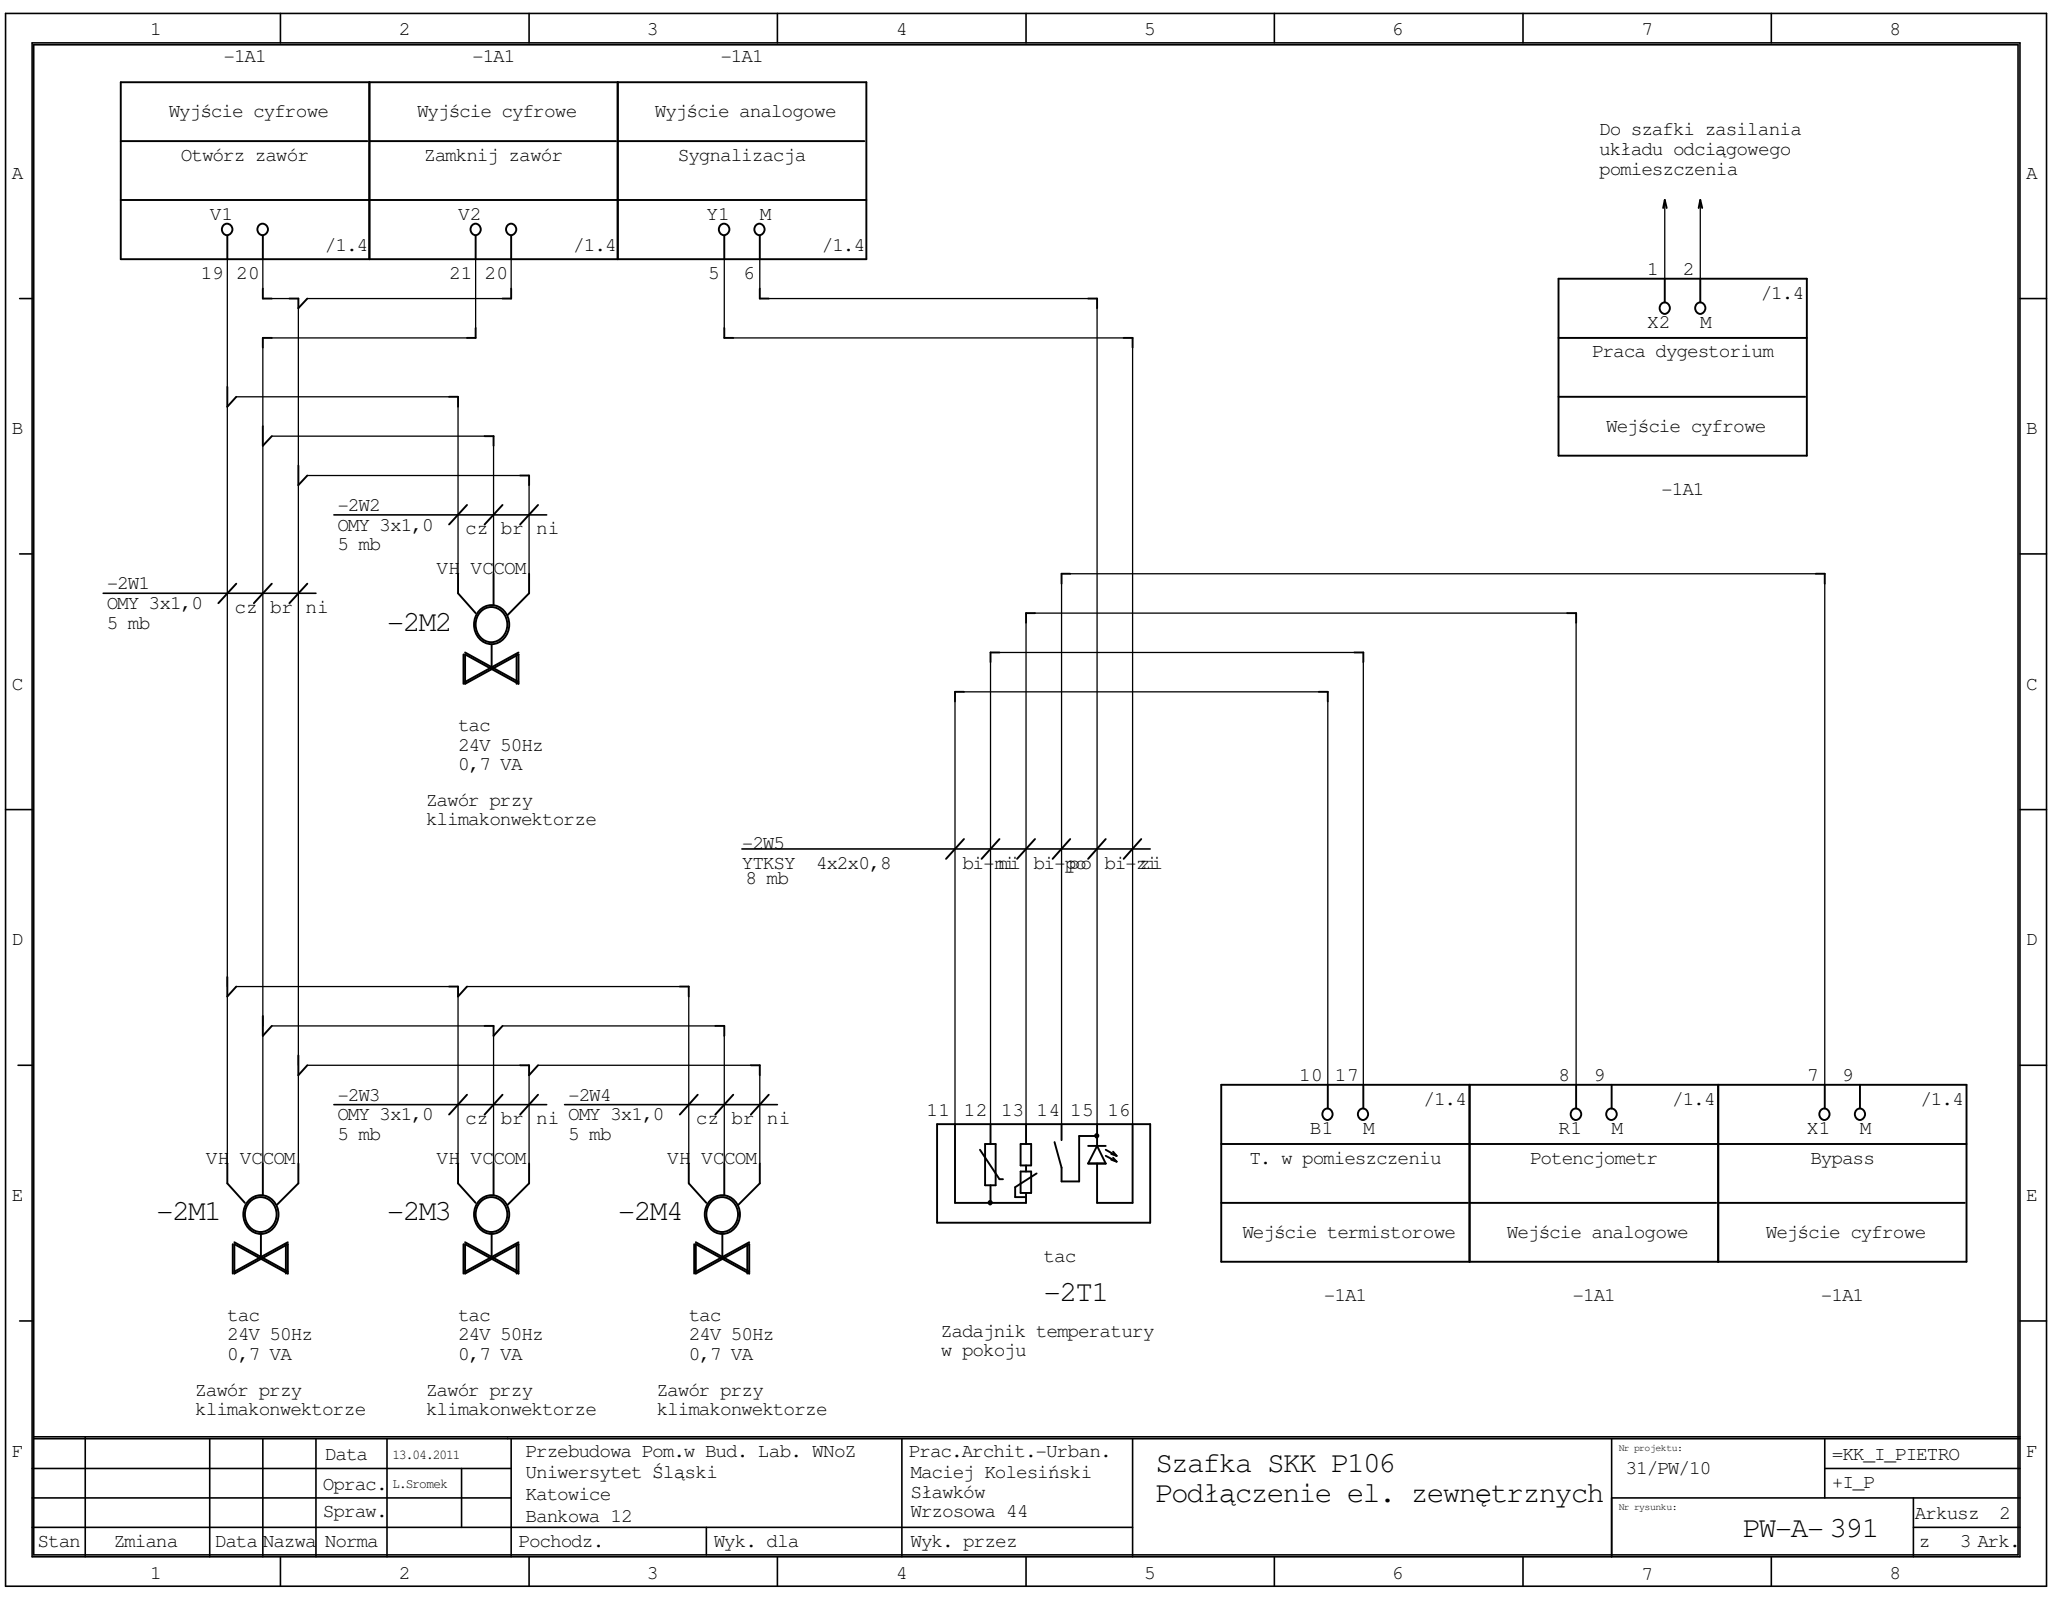 1 2 3 4 5 6 7 8
-1A1 -1A1 -1A1
Wyjście cyfrowe Wyjście cyfrowe Wyjście analogowe
Otwórz zawór Zamknij zawór Sygnalizacja
V1 V2 Y1 M
/1.4 /1.4 /1.4
19 20 21 20 5 6
Do szafki zasilania
układu odciągowego
pomieszczenia
A A
1 2
/1.4
X2 M
Praca dygestorium
Wejście cyfrowe
-1A1
B B
-2W2
OMY 3x1,0 cz br ni
5 mb
VH VC COM
-2M2
-2W1
OMY 3x1,0 cz br ni
5 mb
C C
tac
24V 50Hz
0,7 VA
Zawór przy
klimakonwektorze
-2W5
YTKSY 4x2x0,8 bi-ni ni bi-po po bi-zi zi
8 mb
D D
-2W3
OMY 3x1,0 cz br ni
5 mb
-2W4
OMY 3x1,0 cz br ni
5 mb
VH VC COM VH VC COM VH VC COM
-2M1 -2M3 -2M4
11 12 13 14 15 16
tac
-2T1
Zadajnik temperatury
w pokoju
10 17 8 9 7 9
/1.4 /1.4 /1.4
B1 M R1 M X1 M
T. w pomieszczeniu Potencjometr Bypass
Wejście termistorowe Wejście analogowe Wejście cyfrowe
-1A1 -1A1 -1A1
E E
tac tac tac
24V 50Hz 24V 50Hz 24V 50Hz
0,7 VA 0,7 VA 0,7 VA
Zawór przy Zawór przy Zawór przy
klimakonwektorze klimakonwektorze klimakonwektorze
F F
Data 13.04.2011
Oprac. L.Sromek
Spraw.
Stan Zmiana Data Nazwa Norma
Przebudowa Pom.w Bud. Lab. WNoZ
Uniwersytet Śląski
Katowice
Bankowa 12
Pochodz. Wyk. dla
Prac.Archit.-Urban.
Maciej Kolesiński
Sławków
Wrzosowa 44
Wyk. przez
Szafka SKK P106
Podłączenie el. zewnętrznych
Nr projektu:
31/PW/10
=KK_I_PIETRO
+I_P
Nr rysunku:
PW-A- 391
Arkusz 2
z 3 Ark.
1 2 3 4 5 6 7 8